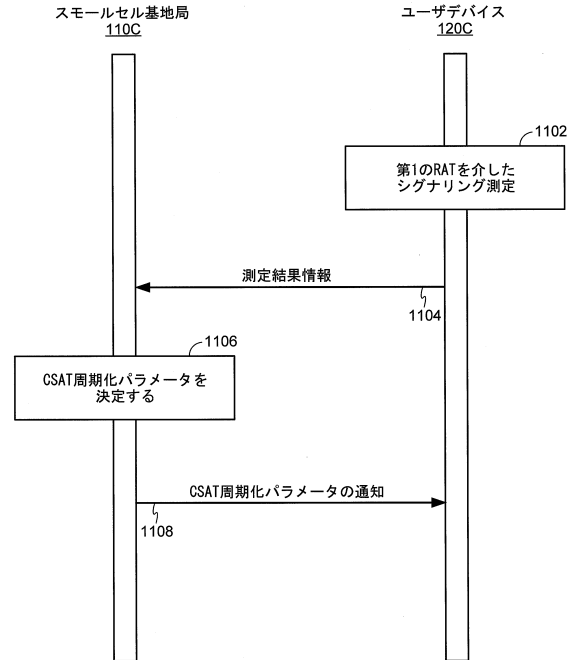 スモールセル基地局
110C
ユーザデバイス
120C
1102
第1のRATを介した
シグナリング測定
測定結果情報
1104
1106
CSAT周期化パラメータを
決定する
CSAT周期化パラメータの通知
1108